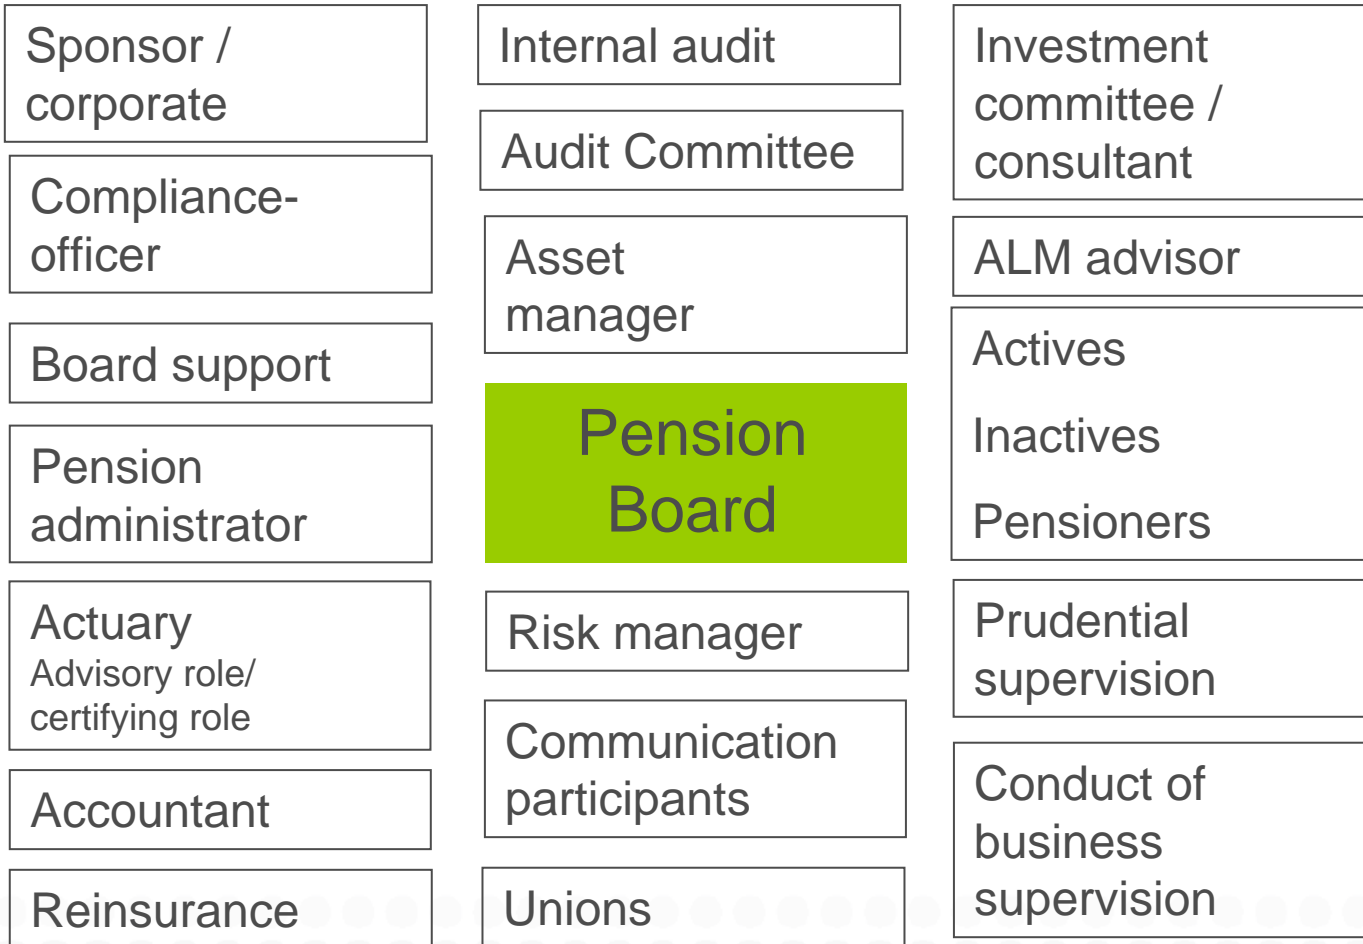 Sponsor /
corporate
Compliance-
officer
Board support
Pension
administrator
Actuary
Advisory role/
certifying role
Accountant
Reinsurance
Internal audit
Audit Committee
Asset
manager
Pension
Board
Risk manager
Communication
participants
Unions
Investment
committee /
consultant
ALM advisor
Actives
Inactives
Pensioners
Prudential
supervision
Conduct of
business
supervision